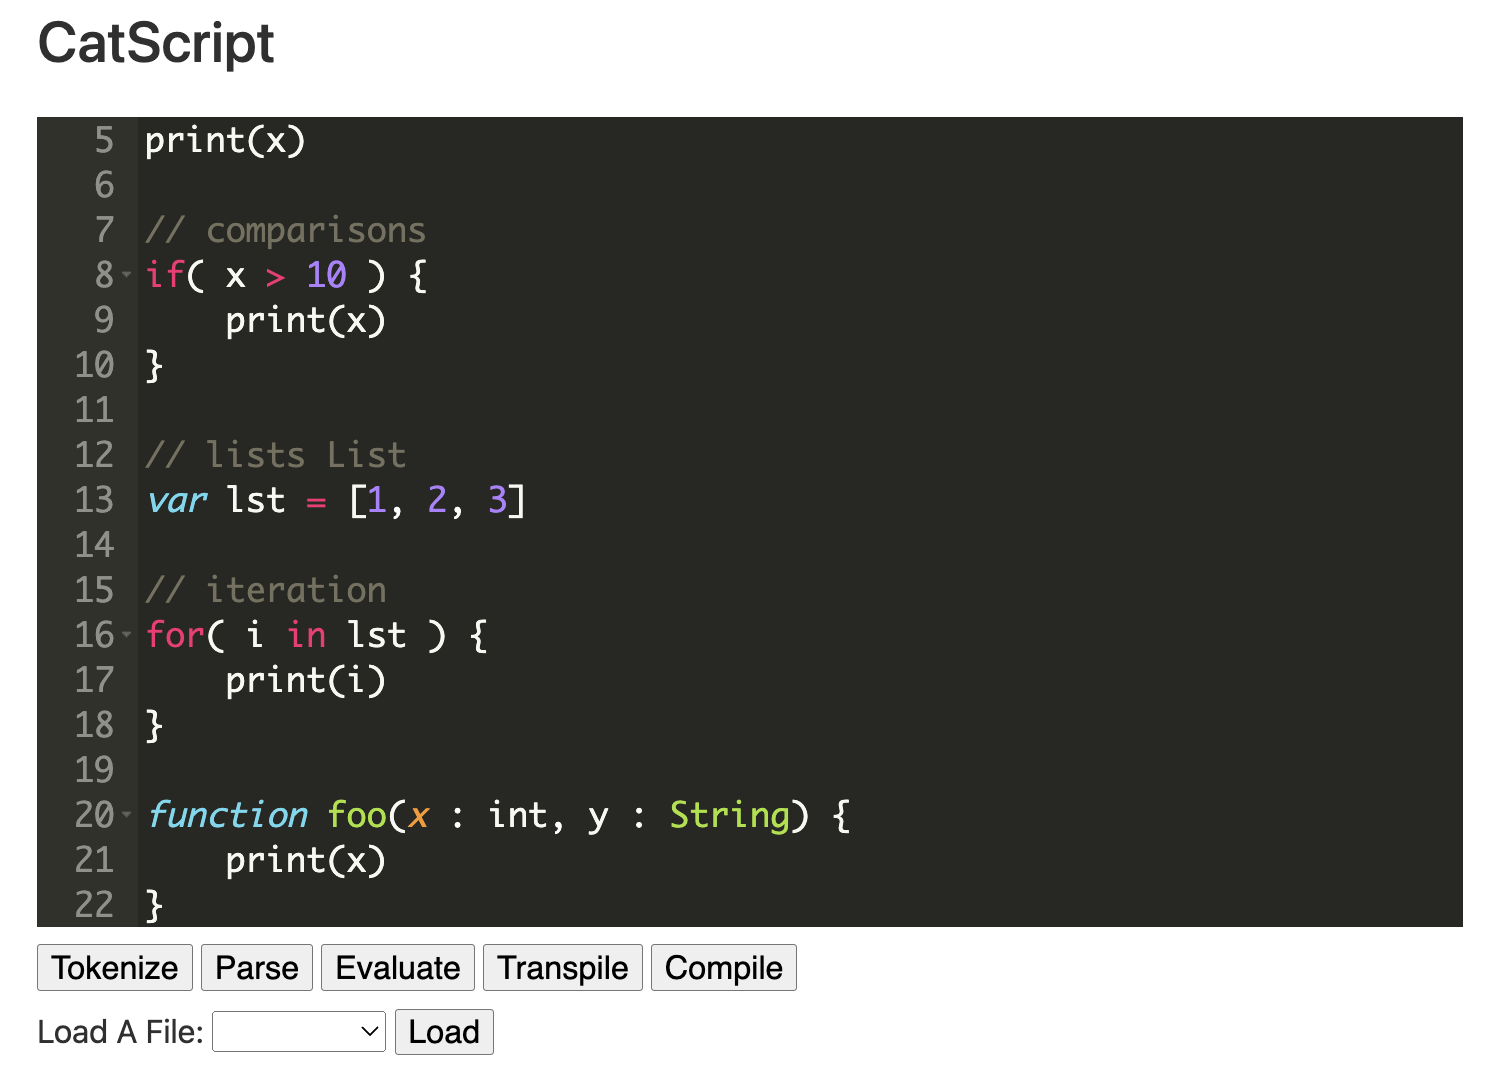 CatScript
5 print(x)
6
7 // comparisons
8 if( x > 10 ) {
9     print(x)
10 }
11
12 // lists List
13 var lst = [1, 2, 3]
14
15 // iteration
16 for( i in lst ) {
17     print(i)
18 }
19
20 function foo(x : int, y : String) {
21     print(x)
22 }
Tokenize Parse Evaluate Transpile Compile
Load A File: Load